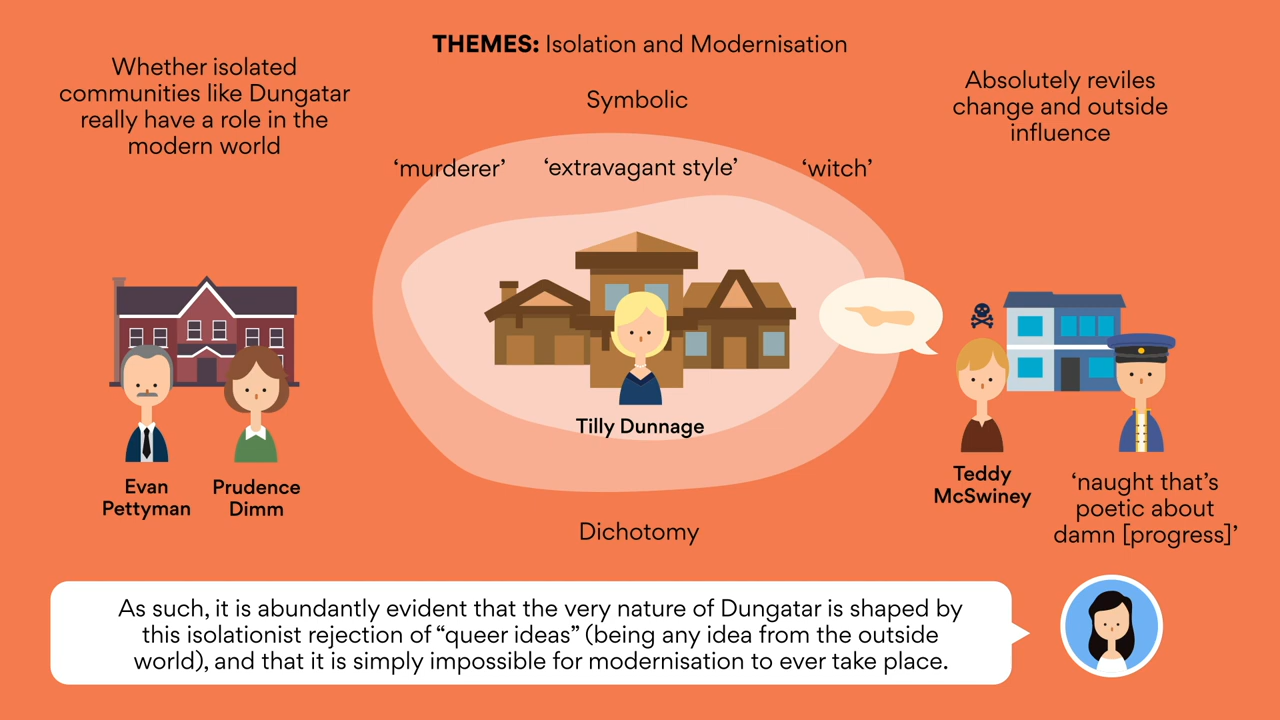 THEMES: Isolation and Modernisation
Whether isolated
communities like Dungatar
really have a role in the
modern world
Symbolic
Absolutely reviles
change and outside
influence
‘murderer’
‘extravagant style’
‘witch’
Tilly Dunnage
Evan
Pettyman
Prudence
Dimm
Teddy
McSwiney
‘naught that’s
poetic about
damn [progress]’
Dichotomy
As such, it is abundantly evident that the very nature of Dungatar is shaped by
this isolationist rejection of “queer ideas” (being any idea from the outside
world), and that it is simply impossible for modernisation to ever take place.